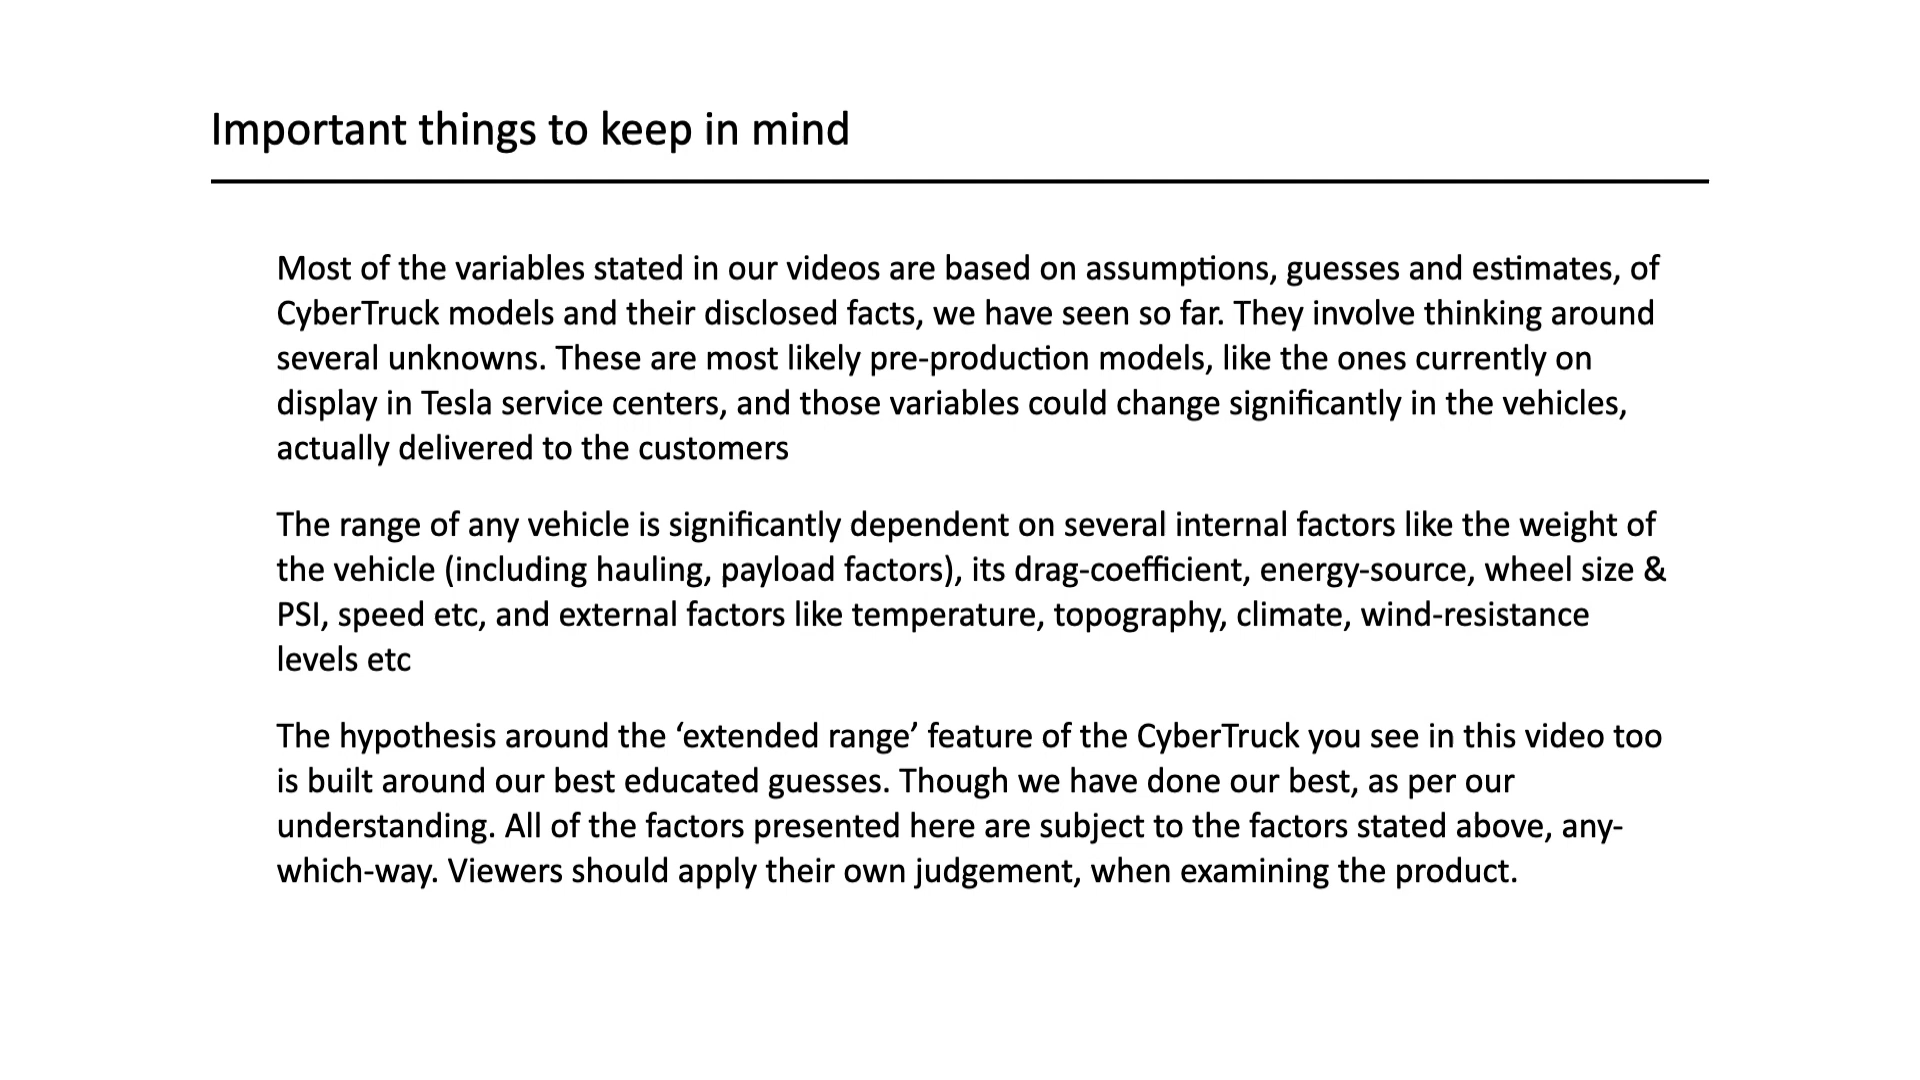 Important things to keep in mind
Most of the variables stated in our videos are based on assumptions, guesses and estimates, of
CyberTruck models and their disclosed facts, we have seen so far. They involve thinking around
several unknowns. These are most likely pre-production models, like the ones currently on
display in Tesla service centers, and those variables could change significantly in the vehicles,
actually delivered to the customers
The range of any vehicle is significantly dependent on several internal factors like the weight of
the vehicle (including hauling, payload factors), its drag-coefficient, energy-source, wheel size &
PSI, speed etc, and external factors like temperature, topography, climate, wind-resistance
levels etc
The hypothesis around the ‘extended range’ feature of the CyberTruck you see in this video too
is built around our best educated guesses. Though we have done our best, as per our
understanding. All of the factors presented here are subject to the factors stated above, any-
which-way. Viewers should apply their own judgement, when examining the product.